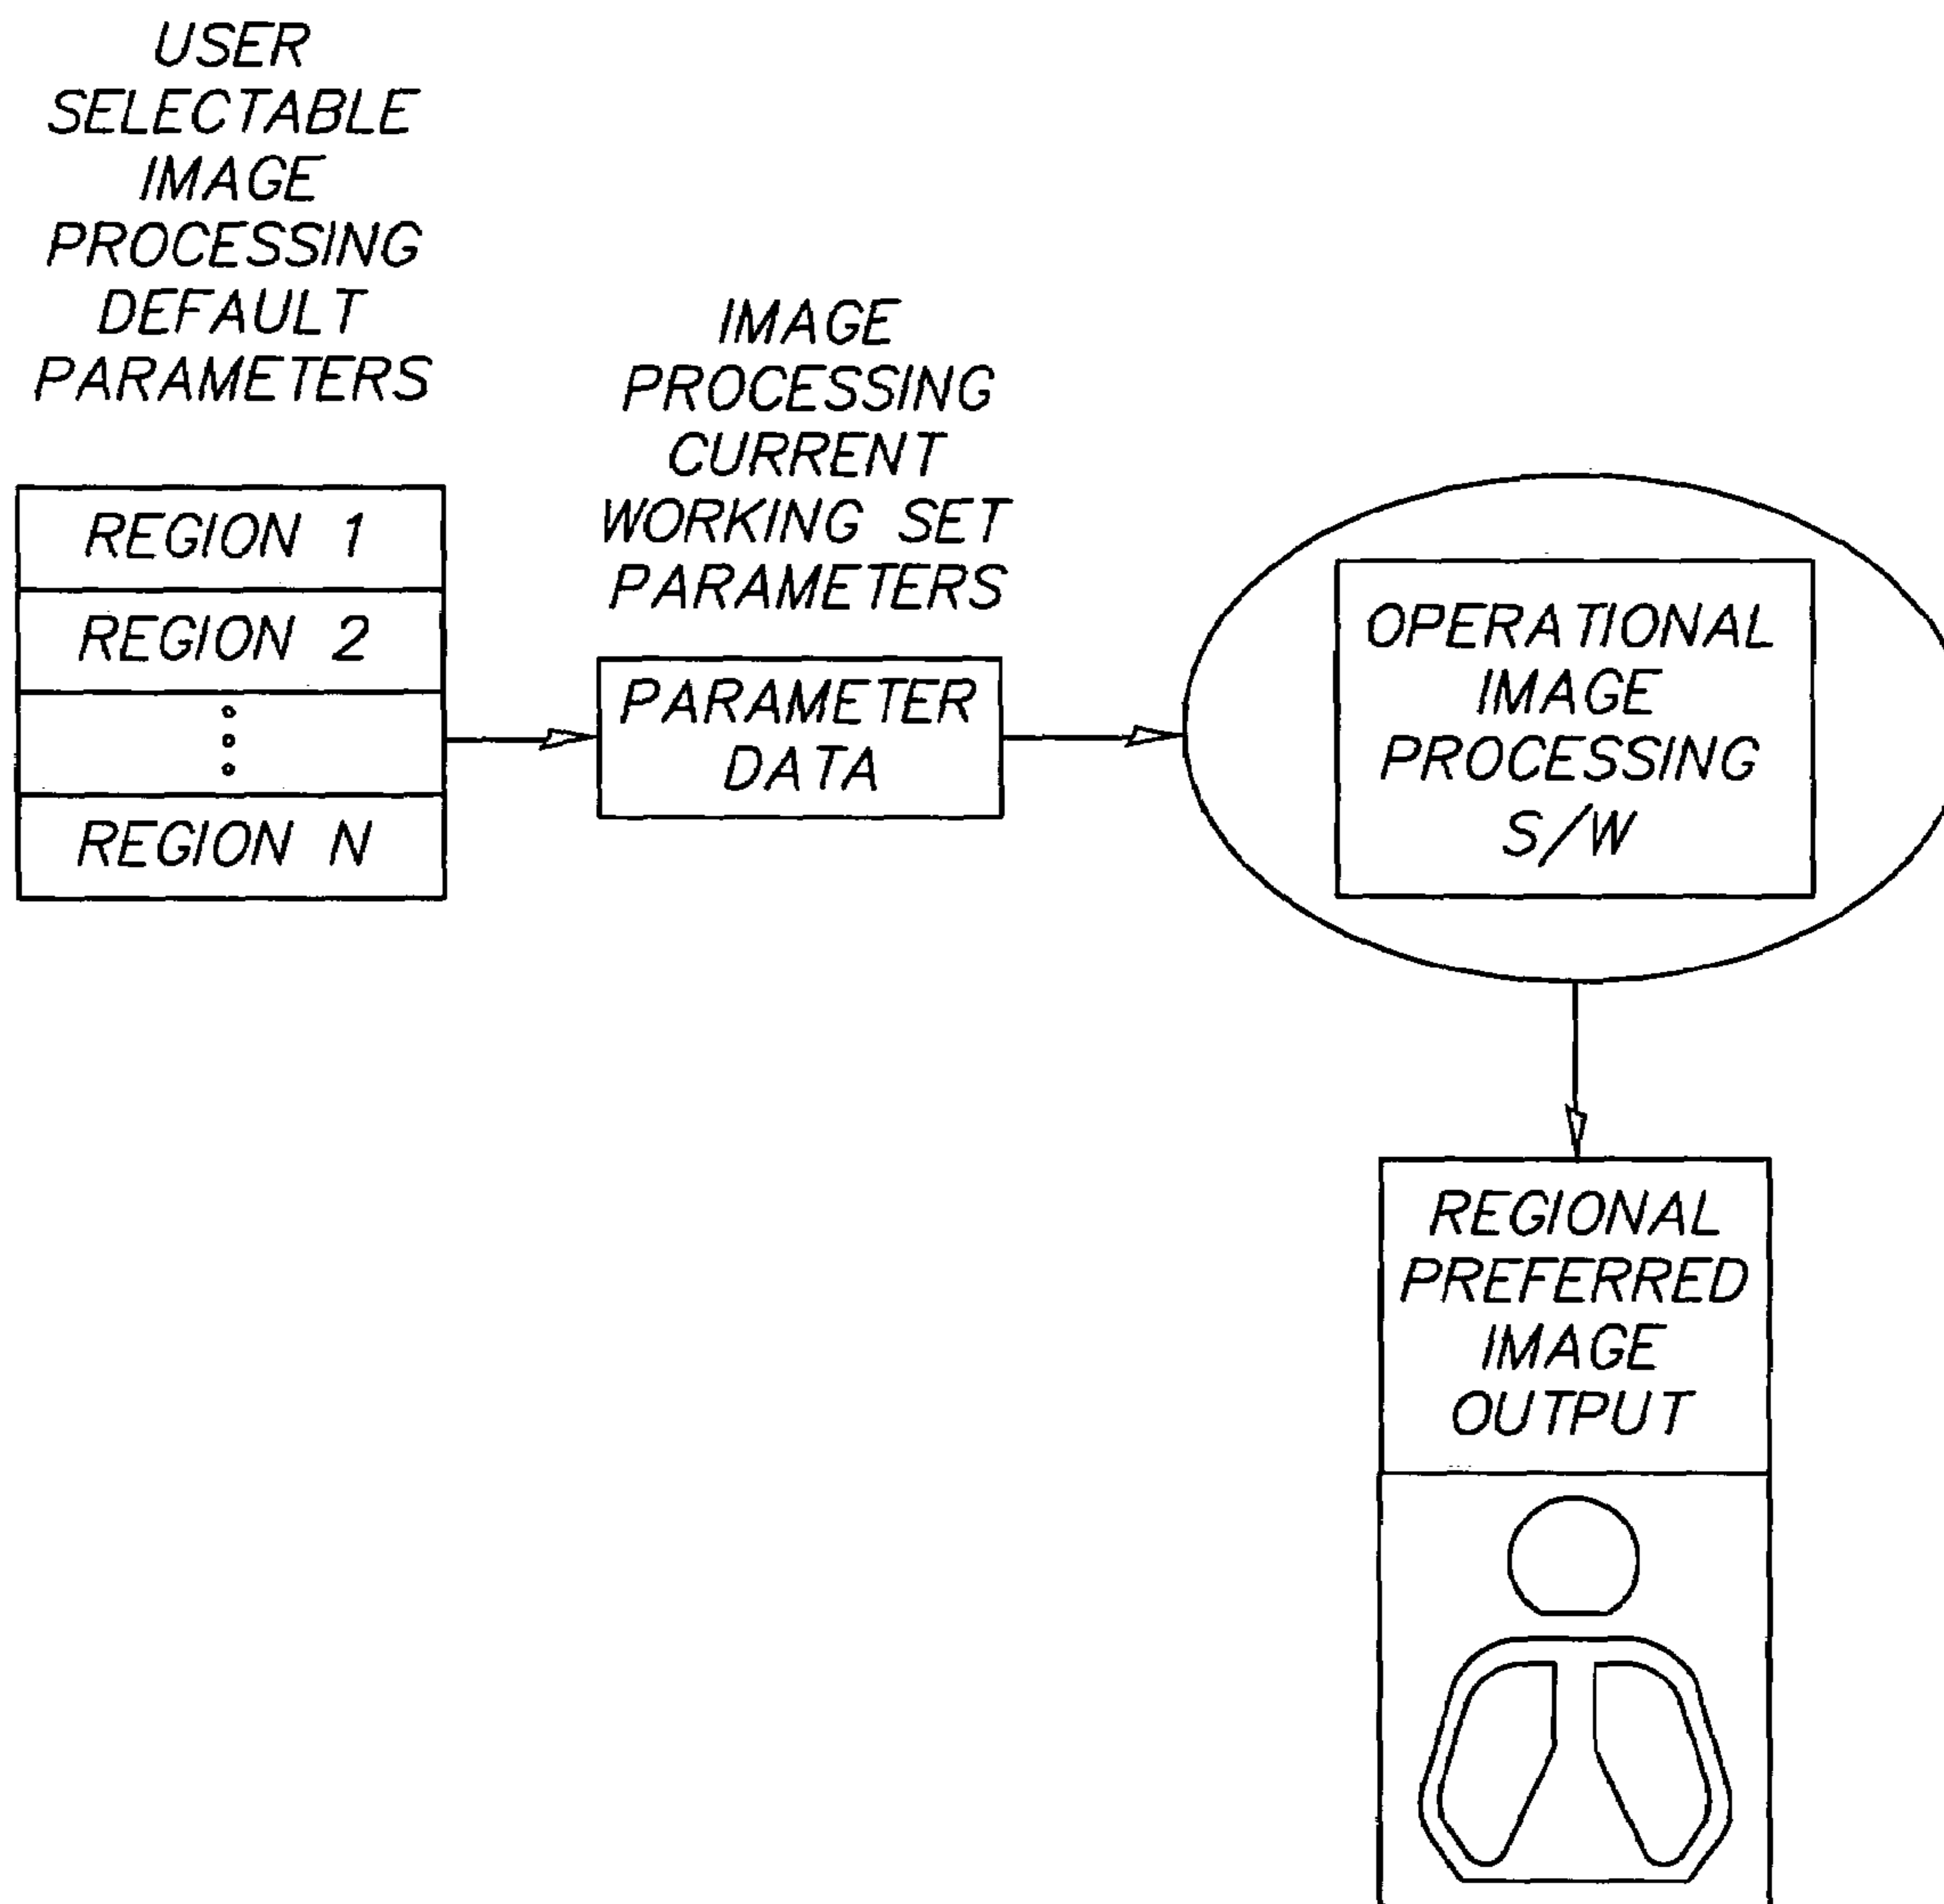 USER
SELECTABLE
IMAGE
PROCESSING
DEFAULT
PARAMETERS
REGION 1
REGION 2
REGION N
IMAGE
PROCESSING
CURRENT
WORKING SET
PARAMETERS
PARAMETER
DATA
OPERATIONAL
IMAGE
PROCESSING
S/W
REGIONAL
PREFERRED
IMAGE
OUTPUT